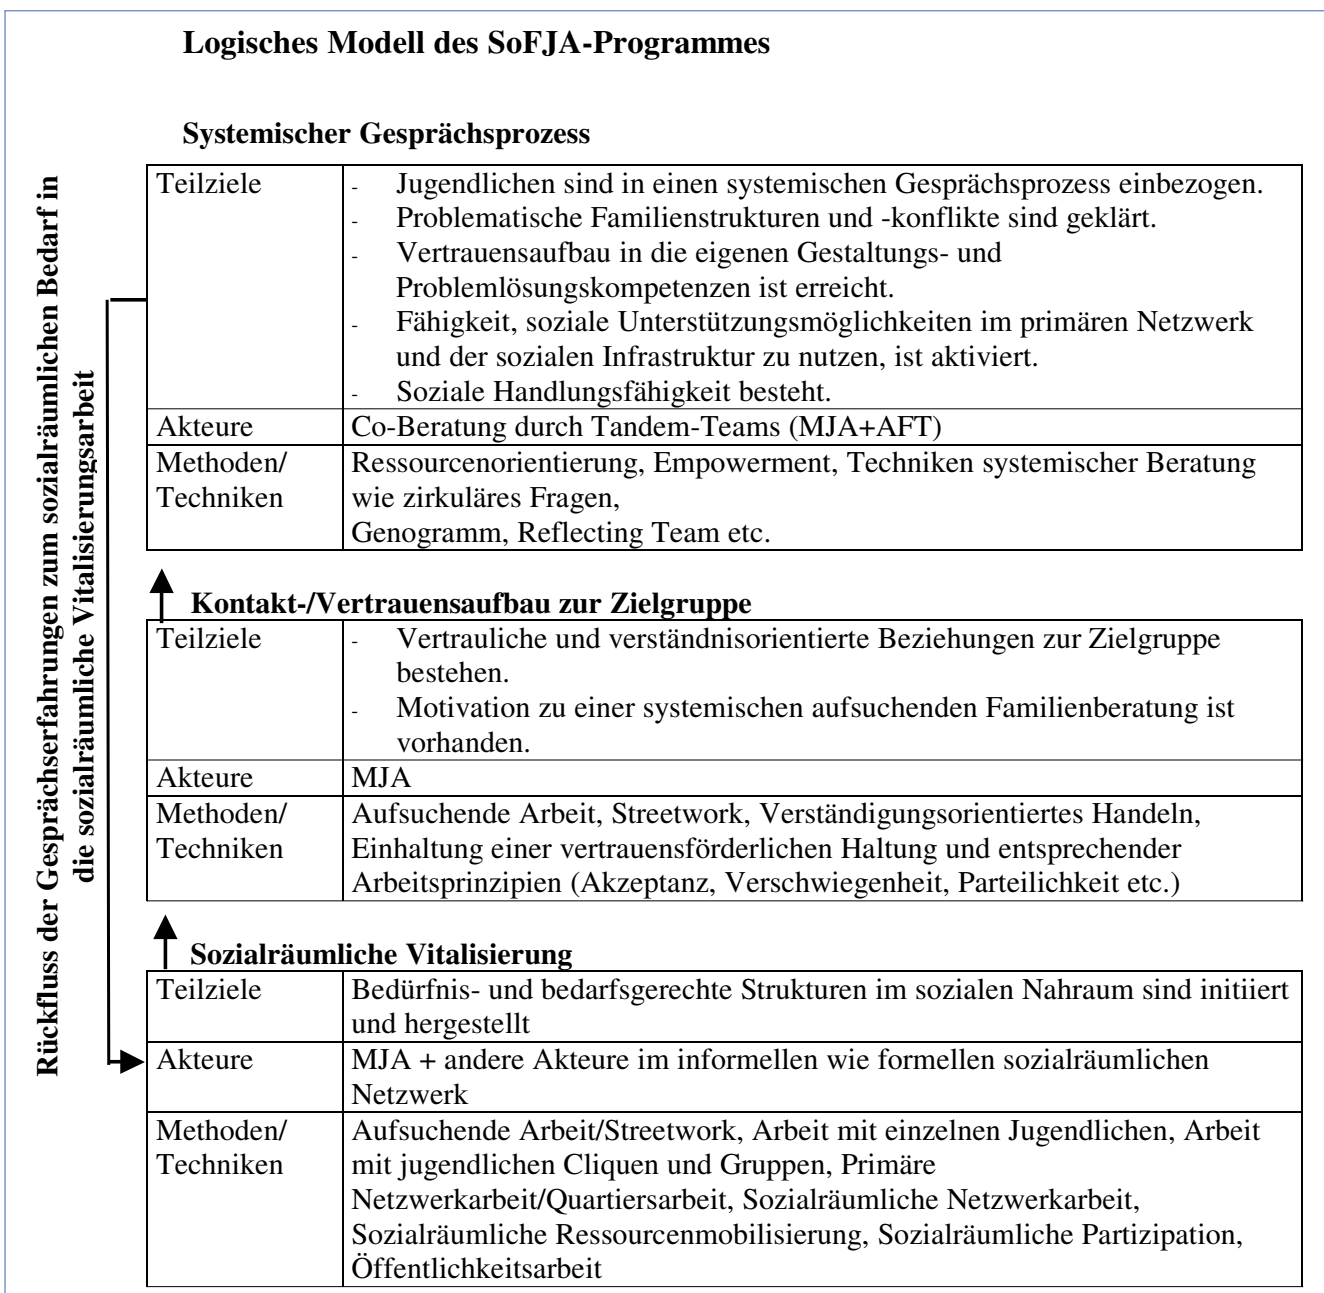 Logisches Modell des SoFJA-Programmes
Systemischer Gesprächsprozess
Rückfluss der Gesprächserfahrungen zum sozialräumlichen Bedarf in
die sozialräumliche Vitalisierungsarbeit
Teilziele
- Jugendlichen sind in einen systemischen Gesprächsprozess einbezogen.
- Problematische Familienstrukturen und -konflikte sind geklärt.
- Vertrauensaufbau in die eigenen Gestaltungs- und
Problemlösungskompetenzen ist erreicht.
- Fähigkeit, soziale Unterstützungsmöglichkeiten im primären Netzwerk
und der sozialen Infrastruktur zu nutzen, ist aktiviert.
- Soziale Handlungsfähigkeit besteht.
Akteure
Co-Beratung durch Tandem-Teams (MJA+AFT)
Methoden/
Techniken
Ressourcenorientierung, Empowerment, Techniken systemischer Beratung
wie zirkuläres Fragen,
Genogramm, Reflecting Team etc.
Kontakt-/Vertrauensaufbau zur Zielgruppe
Teilziele
- Vertrauliche und verständnisorientierte Beziehungen zur Zielgruppe
bestehen.
- Motivation zu einer systemischen aufsuchenden Familienberatung ist
vorhanden.
Akteure
MJA
Methoden/
Techniken
Aufsuchende Arbeit, Streetwork, Verständigungsorientiertes Handeln,
Einhaltung einer vertrauensförderlichen Haltung und entsprechender
Arbeitsprinzipien (Akzeptanz, Verschwiegenheit, Parteilichkeit etc.)
Sozialräumliche Vitalisierung
Teilziele
Bedürfnis- und bedarfsgerechte Strukturen im sozialen Nahraum sind initiiert
und hergestellt
Akteure
MJA + andere Akteure im informellen wie formellen sozialräumlichen
Netzwerk
Methoden/
Techniken
Aufsuchende Arbeit/Streetwork, Arbeit mit einzelnen Jugendlichen, Arbeit
mit jugendlichen Cliquen und Gruppen, Primäre
Netzwerkarbeit/Quartiersarbeit, Sozialräumliche Netzwerkarbeit,
Sozialräumliche Ressourcenmobilisierung, Sozialräumliche Partizipation,
Öffentlichkeitsarbeit